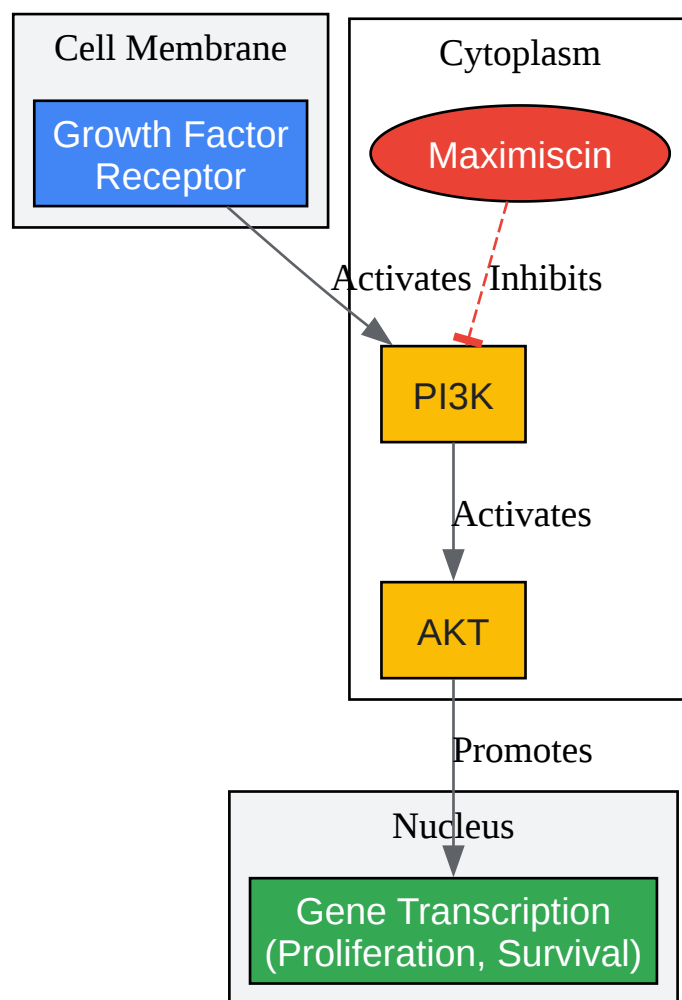 Cell Membrane
Growth Factor
Receptor
Cytoplasm
Maximiscin
Activates
Inhibits
PI3K
Activates
AKT
Promotes
Nucleus
Gene Transcription
(Proliferation, Survival)